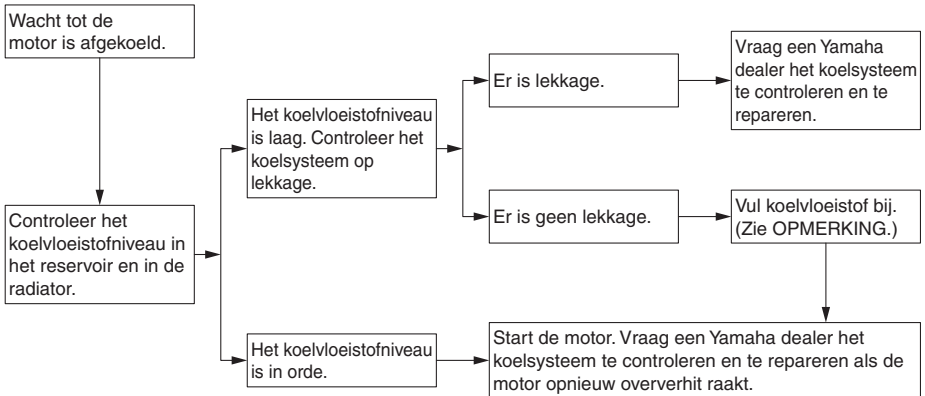 Wacht tot de
motor is afgekoeld.
Controleer het
koelvloeistofniveau in
het reservoir en in de
radiator.
Het koelvloeistofniveau
is laag. Controleer het
koelsysteem op
lekkage.
Het koelvloeistofniveau
is in orde.
Er is lekkage.
Er is geen lekkage.
Vraag een Yamaha
dealer het koelsysteem
te controleren en te
repareren.
Vul koelvloeistof bij.
(Zie OPMERKING.)
Start de motor. Vraag een Yamaha dealer het
koelsysteem te controleren en te repareren als de
motor opnieuw oververhit raakt.